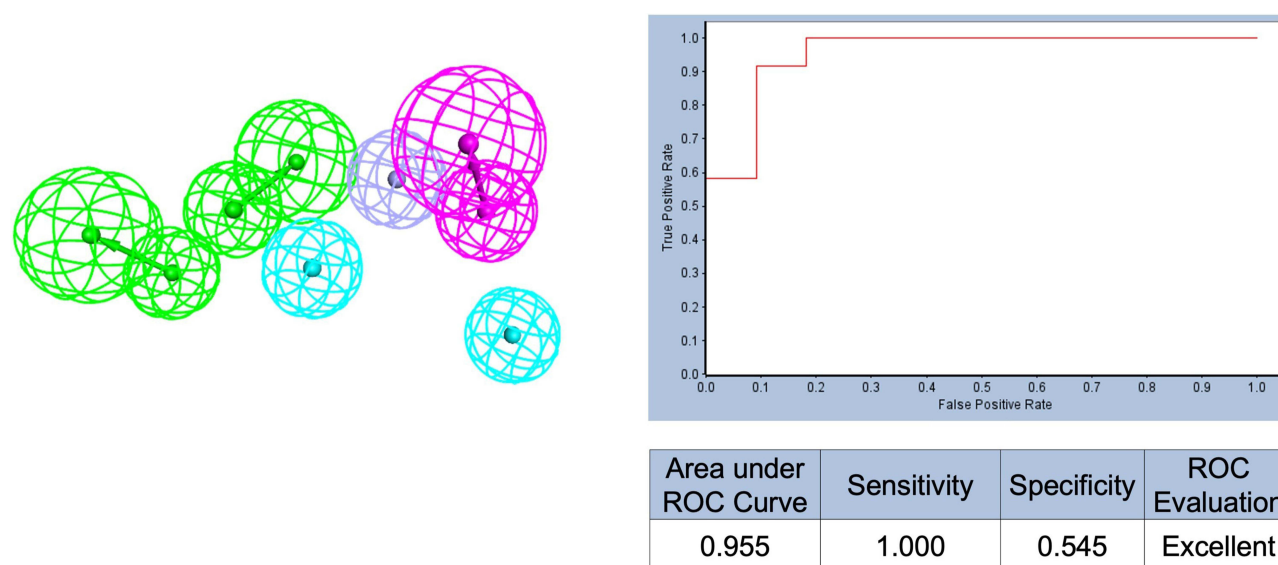 1.0
0.9
0.8
0.7
0.6
0.5
0.4
0.3
0.2
0.1
0.0
True Positive Rate
0.0 0.1 0.2 0.3 0.4 0.5 0.6 0.7 0.8 0.9 1.0
False Positive Rate
Area under ROC Curve
Sensitivity
Specificity
ROC Evaluation
0.955 1.000 0.545 Excellent